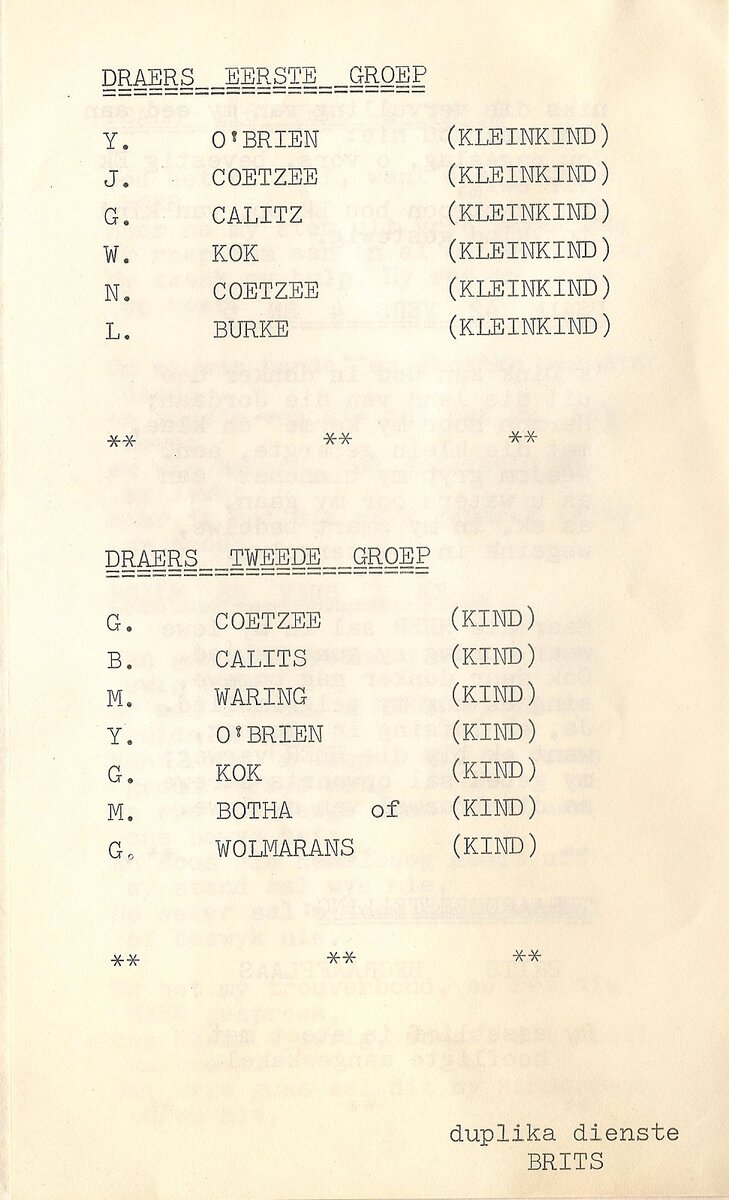 DRAERS EERSTE GROEP
Y. O'BRIEN (KLEINKIND)
J. COETZEE (KLEINKIND)
G. CALITZ (KLEINKIND)
W. KOK (KLEINKIND)
N. COETZEE (KLEINKIND)
L. BURKE (KLEINKIND)
** ** **
DRAERS TWEEDE GROEP
G. COETZEE (KIND)
B. CALITS (KIND)
M. WARING (KIND)
Y. O'BRIEN (KIND)
G. KOK (KIND)
M. BOTHA of (KIND)
G. WOLMARANS (KIND)
** ** **
duplika dienste
BRITS